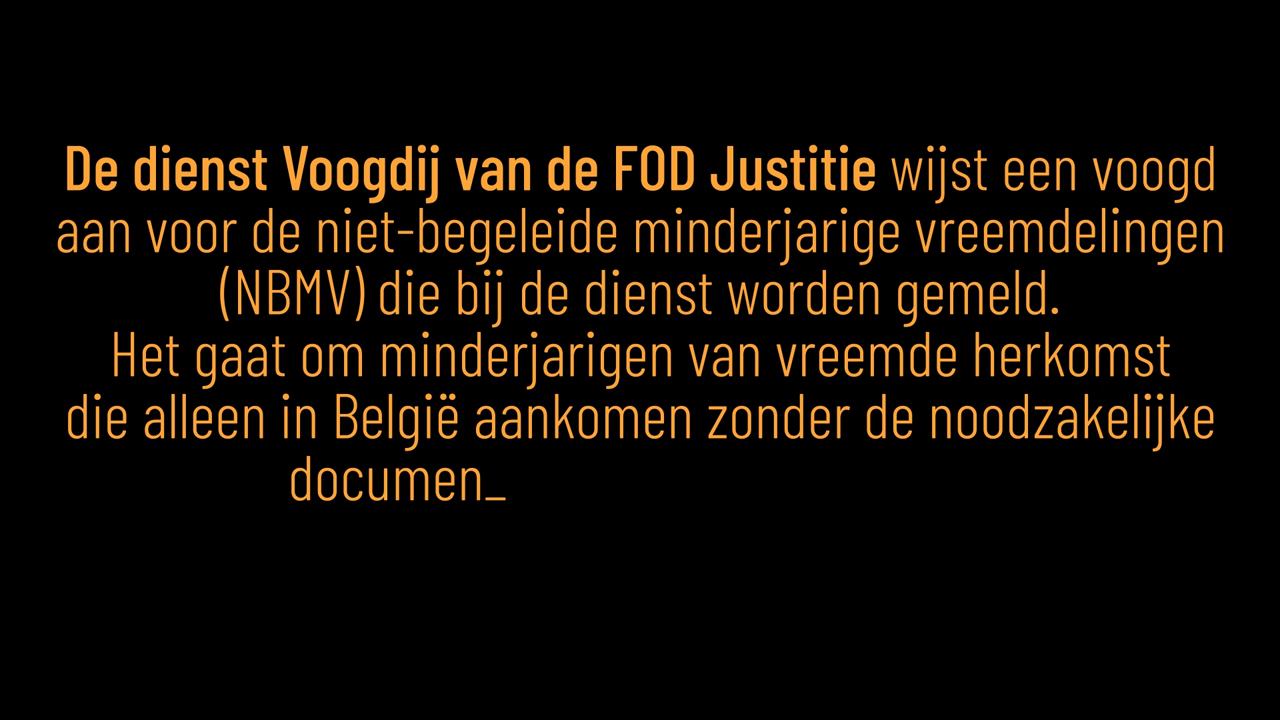 De dienst Voogdij van de FOD Justitie wijst een voogd
aan voor de niet-begeleide minderjarige vreemdelingen
(NBMV) die bij de dienst worden gemeld.
Het gaat om minderjarigen van vreemde herkomst
die alleen in België aankomen zonder de noodzakelijke
documen_